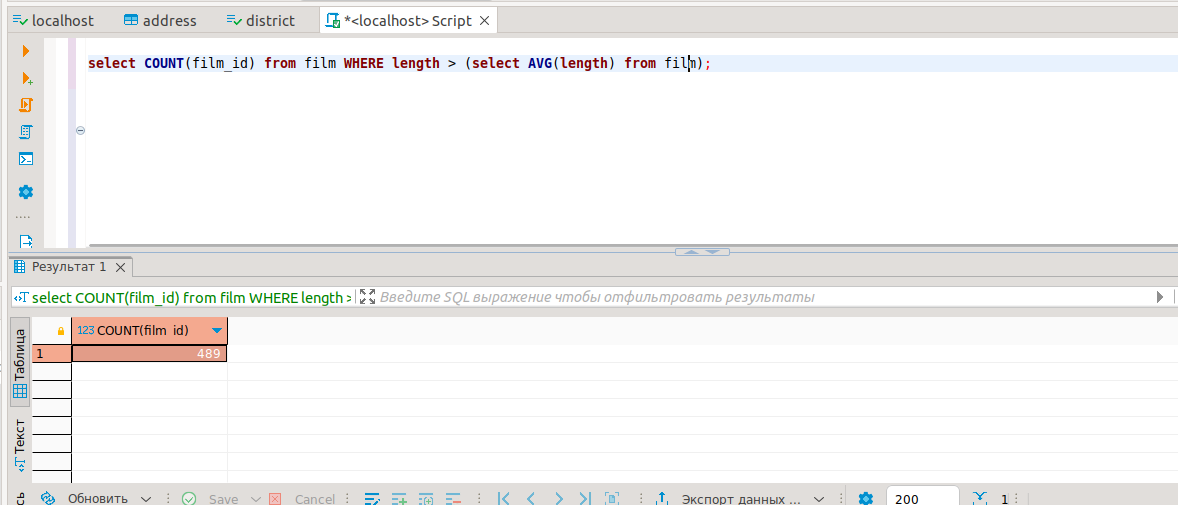 localhost address district *<localhost> Script
select COUNT(film_id) from film WHERE length > (select AVG(length) from film);
Результат 1
select COUNT(film_id) from film WHERE length > Введите SQL выражение чтобы отфильтровать результаты
Таблица
123 COUNT(film_id)
1 489
Текст
Обновить Save Cancel Экспорт данных ... 200 1